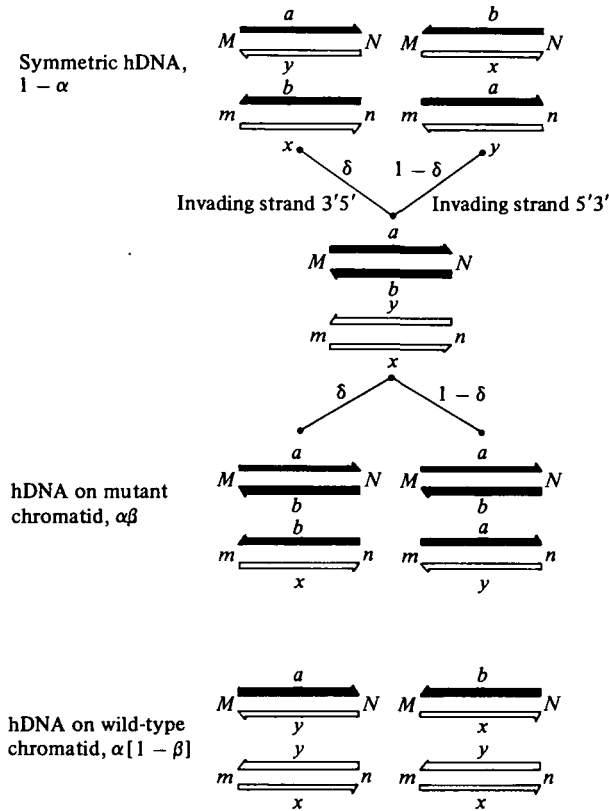 a b
M N M N
Symmetric hDNA,
1 − α
y x
b a
m n m n
x y
δ 1 − δ
Invading strand 3'5' Invading strand 5'3'
a
M N
b
y
m n
x
δ 1 − δ
a a
M N M N
hDNA on mutant
chromatid, αβ
b b
b a
m n m n
x y
a b
M N M N
hDNA on wild-type
chromatid, α[1 − β]
y x
y y
m n m n
x x